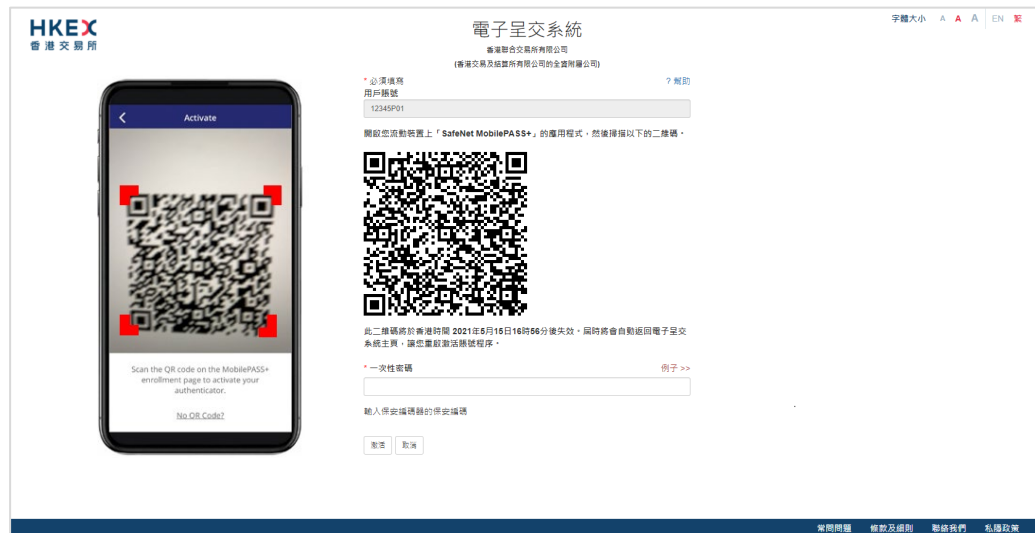 HKEX
香港交易所
字體大小 A A A EN 繁
電子呈交系統
香港聯合交易所有限公司
(香港交易及結算所有限公司的全資附屬公司)
* 必須填寫 ? 幫助
用戶賬號
12345P01
開啟您流動裝置上「SafeNet MobilePASS+」的應用程式，然後掃描以下的二維碼。
Activate
Scan the QR code on the MobilePASS+
enrollment page to activate your
authenticator.
No QR Code?
此二維碼將於香港時間 2021年5月15日16時56分後失效。屆時將會自動返回電子呈交
系統主頁，讓您重啟激活賬號程序。
* 一次性密碼 例子 >>
輸入保安編碼器的保安編碼
激活 取消
常問問題 條款及細則 聯絡我們 私隱政策